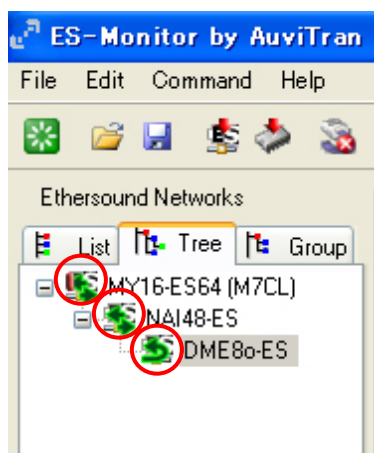 ES-Monitor by AuviTran
File Edit Command Help
ES
Ethersound Networks
List Tree Group
MY16-ES64 (M7CL)
NAI48-ES
DME8o-ES